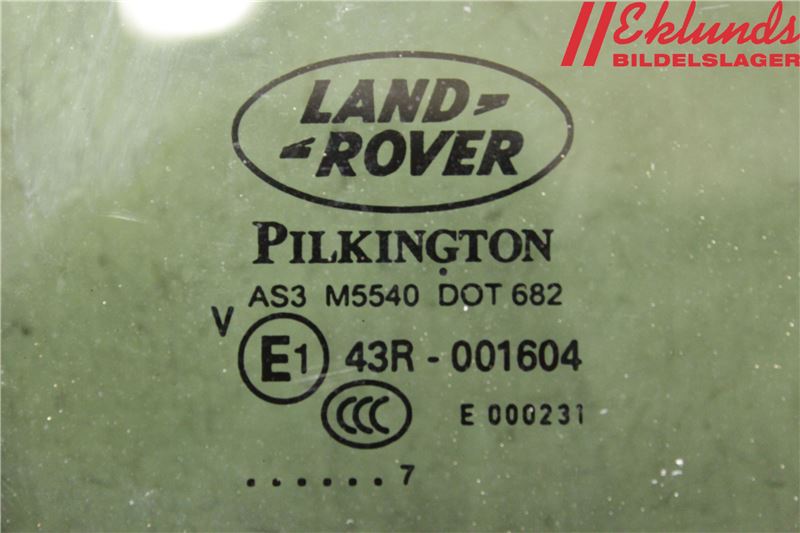 Eklunds
BILDELSLAGER
LAND
ROVER
PILKINGTON
AS3 M5540 DOT 682
V
E1 43R - 001604
CCC E 000231
. . . . . . 7